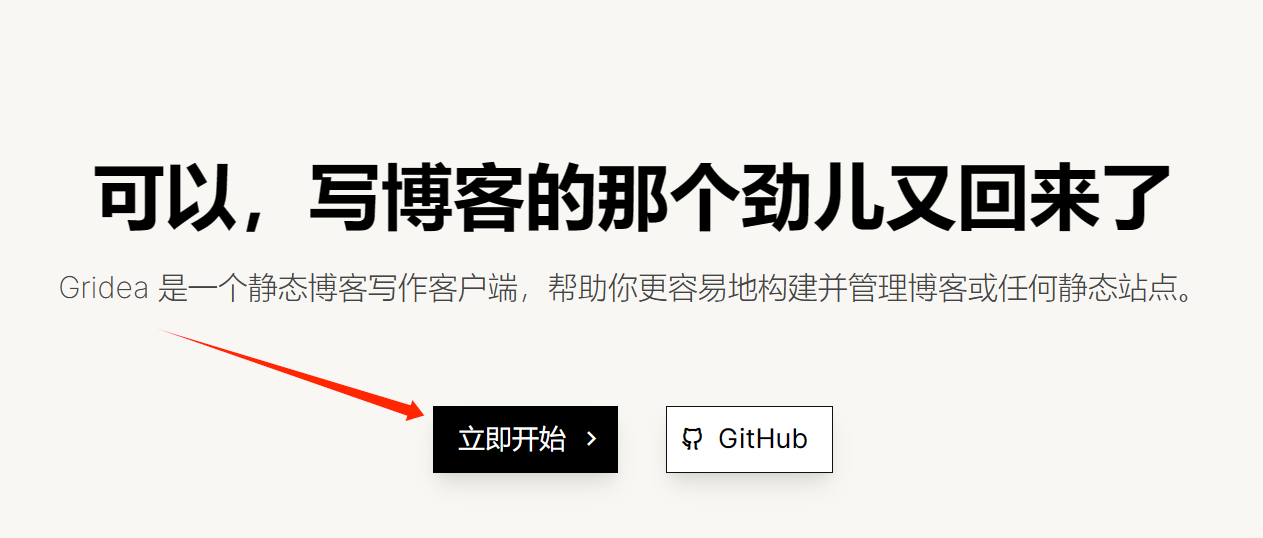 可以，写博客的那个劲儿又回来了
Gridea 是一个静态博客写作客户端，帮助你更容易地构建并管理博客或任何静态站点。
立即开始
GitHub